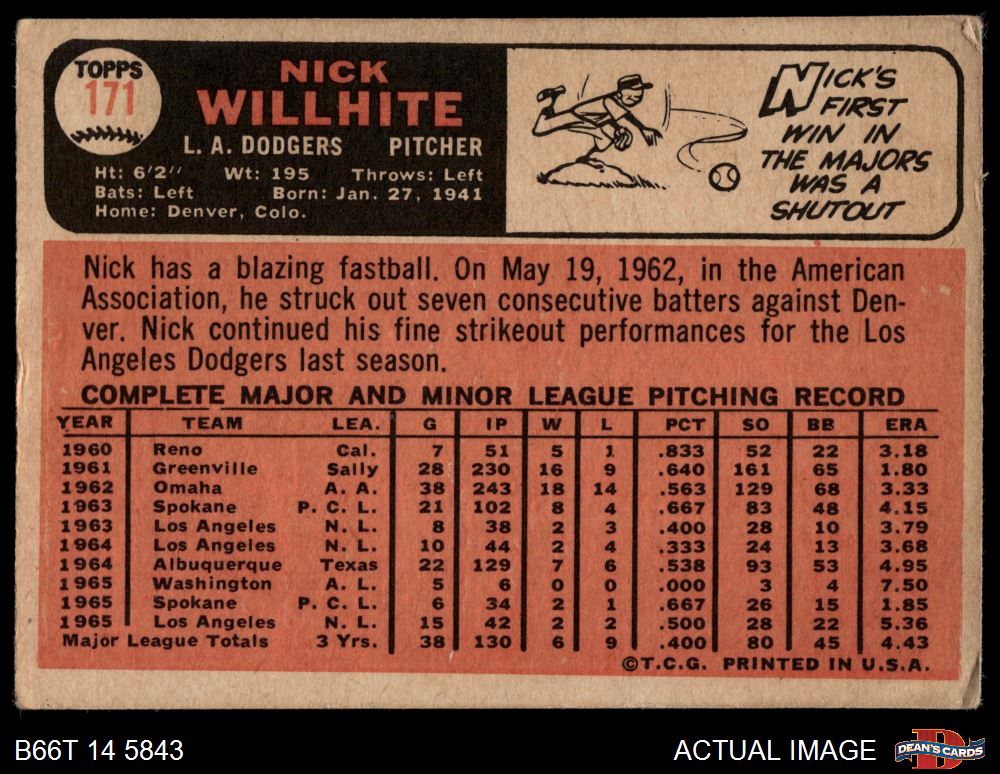 TOPPS
171
NICK
WILLHITE
L. A. DODGERS PITCHER
Ht: 6'2" Wt: 195 Throws: Left
Bats: Left Born: Jan. 27, 1941
Home: Denver, Colo.
NICK'S
FIRST
WIN IN
THE MAJORS
WAS A
SHUTOUT
Nick has a blazing fastball. On May 19, 1962, in the American
Association, he struck out seven consecutive batters against Den-
ver. Nick continued his fine strikeout performances for the Los
Angeles Dodgers last season.
COMPLETE MAJOR AND MINOR LEAGUE PITCHING RECORD
YEAR TEAM LEA. G IP W L PCT SO BB ERA
1960 Reno Cal. 7 51 5 1 .833 52 22 3.18
1961 Greenville Sally 28 230 16 9 .640 161 65 1.80
1962 Omaha A. A. 38 243 18 14 .563 129 68 3.33
1963 Spokane P. C. L. 21 102 8 4 .667 83 48 4.15
1963 Los Angeles N. L. 8 38 2 3 .400 28 10 3.79
1964 Los Angeles N. L. 10 44 2 4 .333 24 13 3.68
1964 Albuquerque Texas 22 129 7 6 .538 93 53 4.95
1965 Washington A. L. 5 6 0 0 .000 3 4 7.50
1965 Spokane P. C. L. 6 34 2 1 .667 26 15 1.85
1965 Los Angeles N. L. 15 42 2 2 .500 28 22 5.36
Major League Totals 3 Yrs. 38 130 6 9 .400 80 45 4.43
©T.C.G. PRINTED IN U.S.A.
B66T 14 5843 ACTUAL IMAGE
D
DEAN'S CARDS